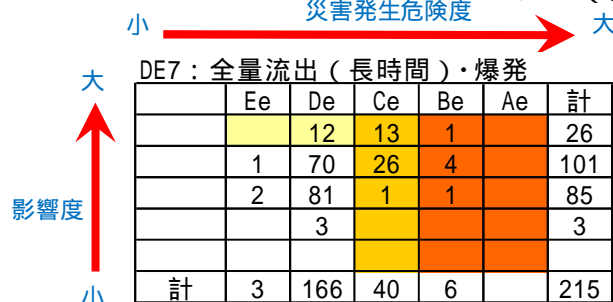 災害発生危険度
小 大
DE7：全量流出（長時間）・爆発
大
Ee De Ce Be Ae 計
12 13 1 26
1 70 26 4 101
2 81 1 1 85
影響度
3 3
小
計 3 166 40 6 215